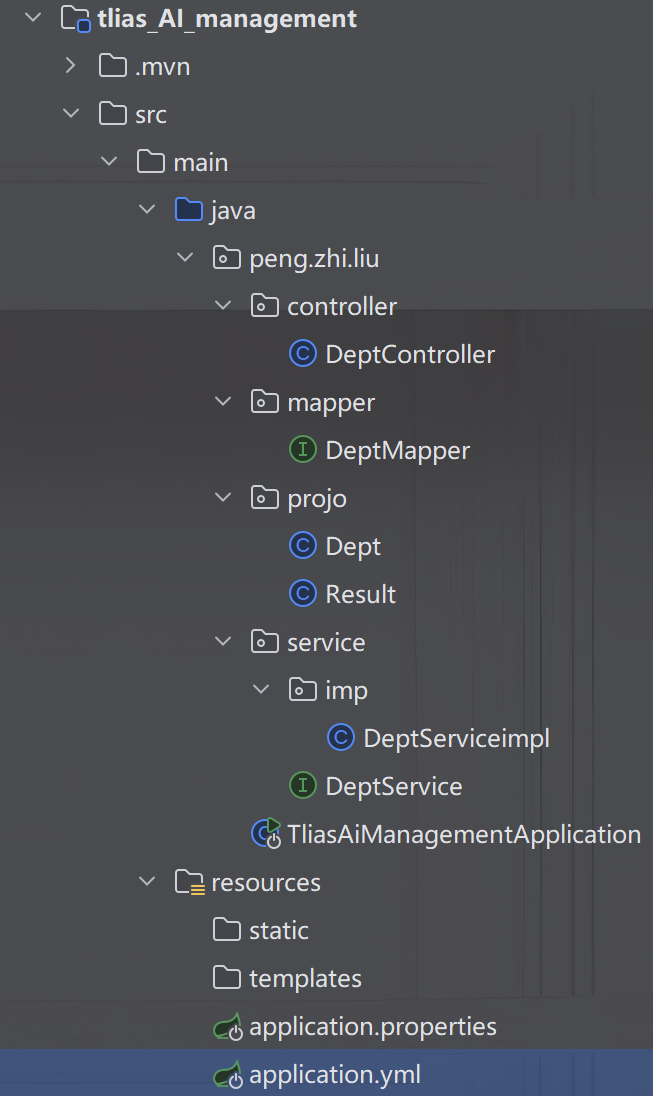 tlias_AI_management
.mvn
src
main
java
peng.zhi.liu
controller
DeptController
mapper
DeptMapper
projo
Dept
Result
service
imp
DeptServiceimpl
DeptService
TliasAiManagementApplication
resources
static
templates
application.properties
application.yml